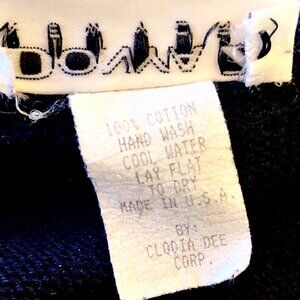 100% COTTON
HAND WASH
COOL WATER
LAY FLAT
TO DRY
MADE IN U.S.A.
BY:
CLODIA DEE
CORP.